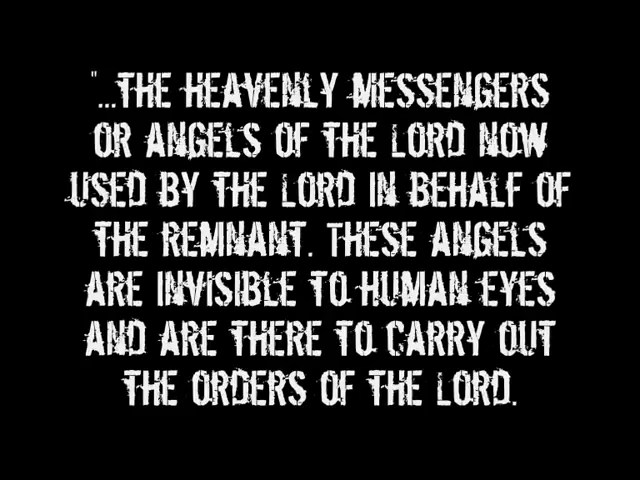 "...THE HEAVENLY MESSENGERS
OR ANGELS OF THE LORD NOW
USED BY THE LORD IN BEHALF OF
THE REMNANT. THESE ANGELS
ARE INVISIBLE TO HUMAN EYES
AND ARE THERE TO CARRY OUT
THE ORDERS OF THE LORD.